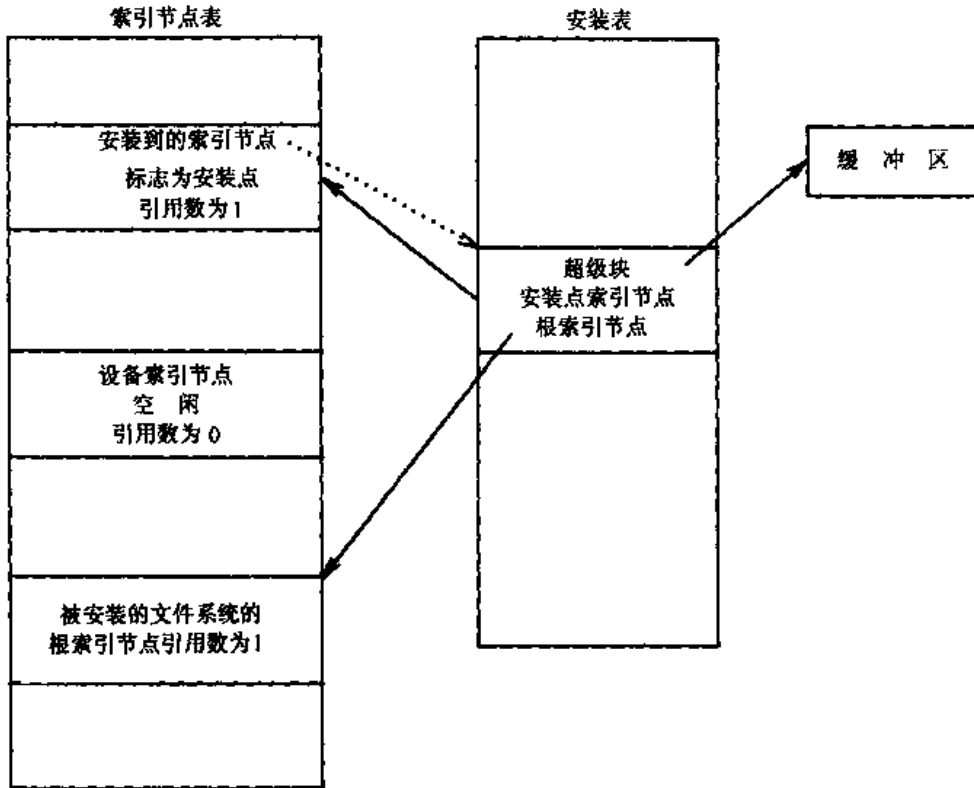 索引节点表
安装到的索引节点
标志为安装点
引用数为1
设备索引节点
空 闲
引用数为0
被安装的文件系统的
根索引节点引用数为1
安装表
超级块
安装点索引节点
根索引节点
缓 冲 区